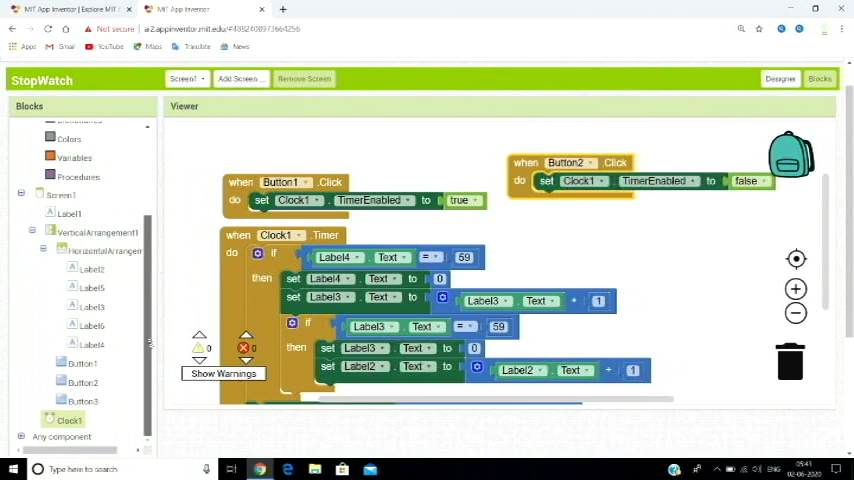 MIT App Inventor | Explore MIT
MIT App Inventor
Not secure
ai2.appinventor.mit.edu/#4882408973664256
Apps
Gmail
YouTube
Maps
Translate
News
StopWatch
Screen1
Add Screen ...
Remove Screen
Designer
Blocks
Blocks
Viewer
Colors
Variables
Procedures
Screen1
Label1
VerticalArrangement1
HorizontalArrangem
Label2
Label5
Label3
Label6
Label4
Button1
Button2
Button3
Clock1
Any component
when Button1 .Click
do set Clock1 . TimerEnabled to true
when Button2 .Click
do set Clock1 . TimerEnabled to false
when Clock1 .Timer
do if Label4 . Text = 59
then set Label4 . Text to 0
set Label3 . Text to Label3 . Text + 1
if Label3 . Text = 59
then set Label3 . Text to 0
set Label2 . Text to Label2 . Text + 1
0 0
Show Warnings
Type here to search
ENG
05:41
02-06-2020